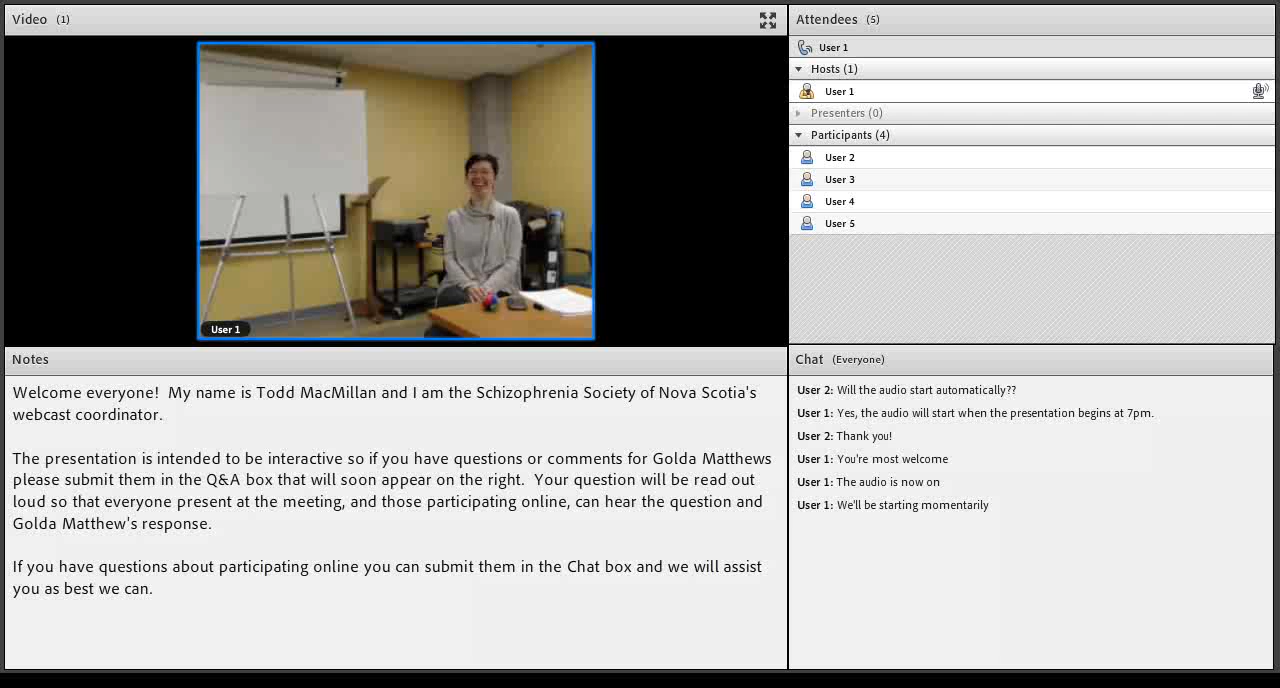 Video (1)
User 1
Attendees (5)
User 1
Hosts (1)
User 1
Presenters (0)
Participants (4)
User 2
User 3
User 4
User 5
Notes
Welcome everyone!  My name is Todd MacMillan and I am the Schizophrenia Society of Nova Scotia's
webcast coordinator.
The presentation is intended to be interactive so if you have questions or comments for Golda Matthews
please submit them in the Q&A box that will soon appear on the right.  Your question will be read out
loud so that everyone present at the meeting, and those participating online, can hear the question and
Golda Matthew's response.
If you have questions about participating online you can submit them in the Chat box and we will assist
you as best we can.
Chat (Everyone)
User 2: Will the audio start automatically??
User 1: Yes, the audio will start when the presentation begins at 7pm.
User 2: Thank you!
User 1: You're most welcome
User 1: The audio is now on
User 1: We'll be starting momentarily